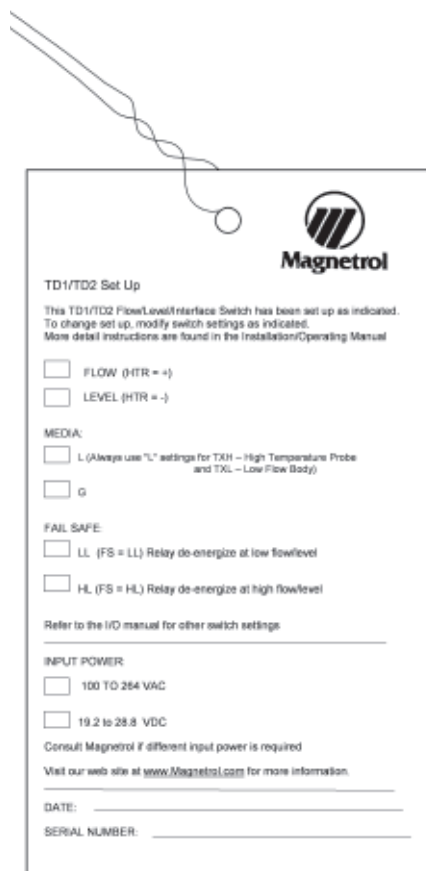 Magnetrol
TD1/TD2 Set Up
This TD1/TD2 Flow/Level/Interface Switch has been set up as indicated.
To change set up, modify switch settings as indicated.
More detail instructions are found in the Installation/Operating Manual
FLOW (HTR = +)
LEVEL (HTR = -)
MEDIA:
L (Always use "L" settings for TXH – High Temperature Probe
and TXL – Low Flow Body)
G
FAIL SAFE:
LL (FS = LL) Relay de-energize at low flow/level
HL (FS = HL) Relay de-energize at high flow/level
Refer to the I/O manual for other switch settings
INPUT POWER:
100 TO 264 VAC
19.2 to 28.8 VDC
Consult Magnetrol if different input power is required
Visit our web site at www.Magnetrol.com for more information.
DATE:
SERIAL NUMBER: